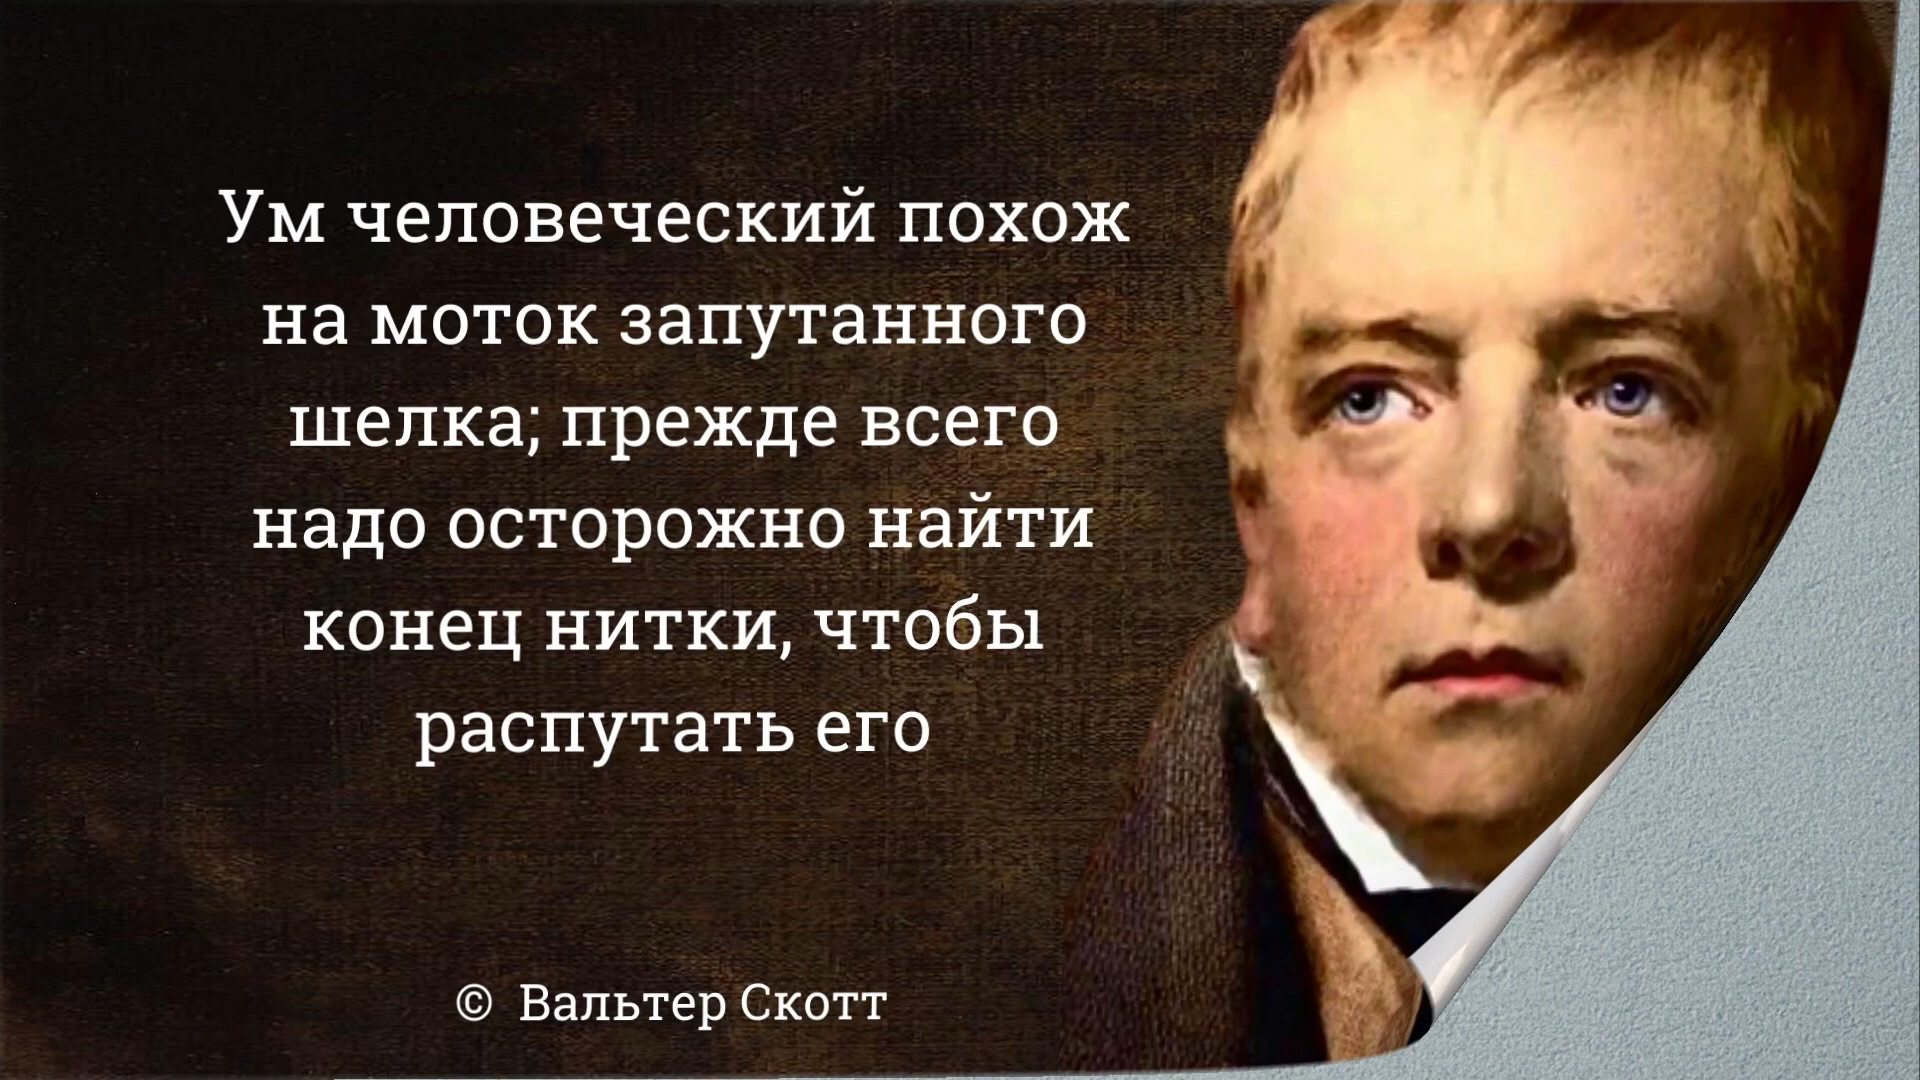 Ум человеческий похож
на моток запутанного
шелка; прежде всего
надо осторожно найти
конец нитки, чтобы
распутать его
© Вальтер Скотт